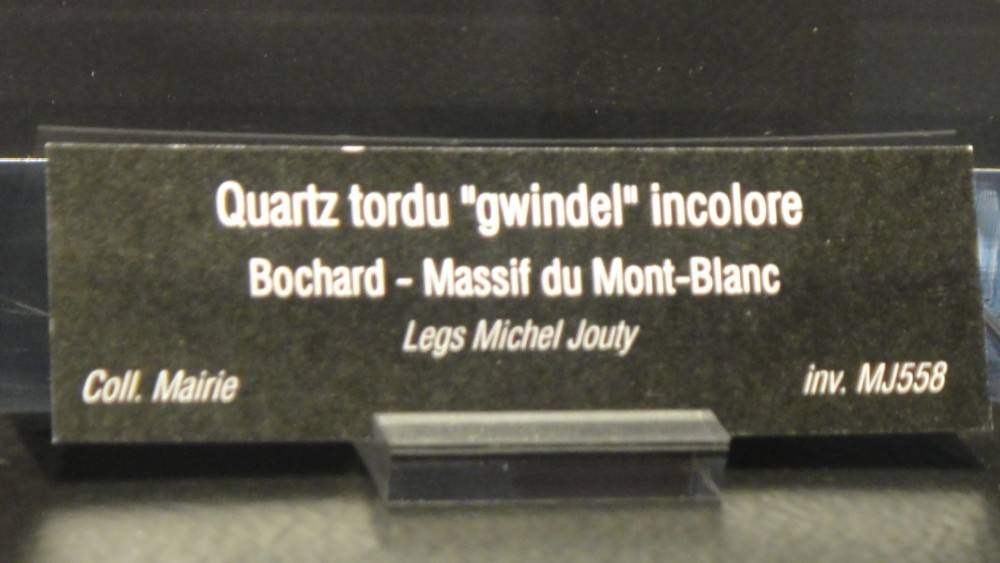 Quartz tordu "gwindel" incolore
Bochard - Massif du Mont-Blanc
Legs Michel Jouty
Coll. Mairie inv. MJ558